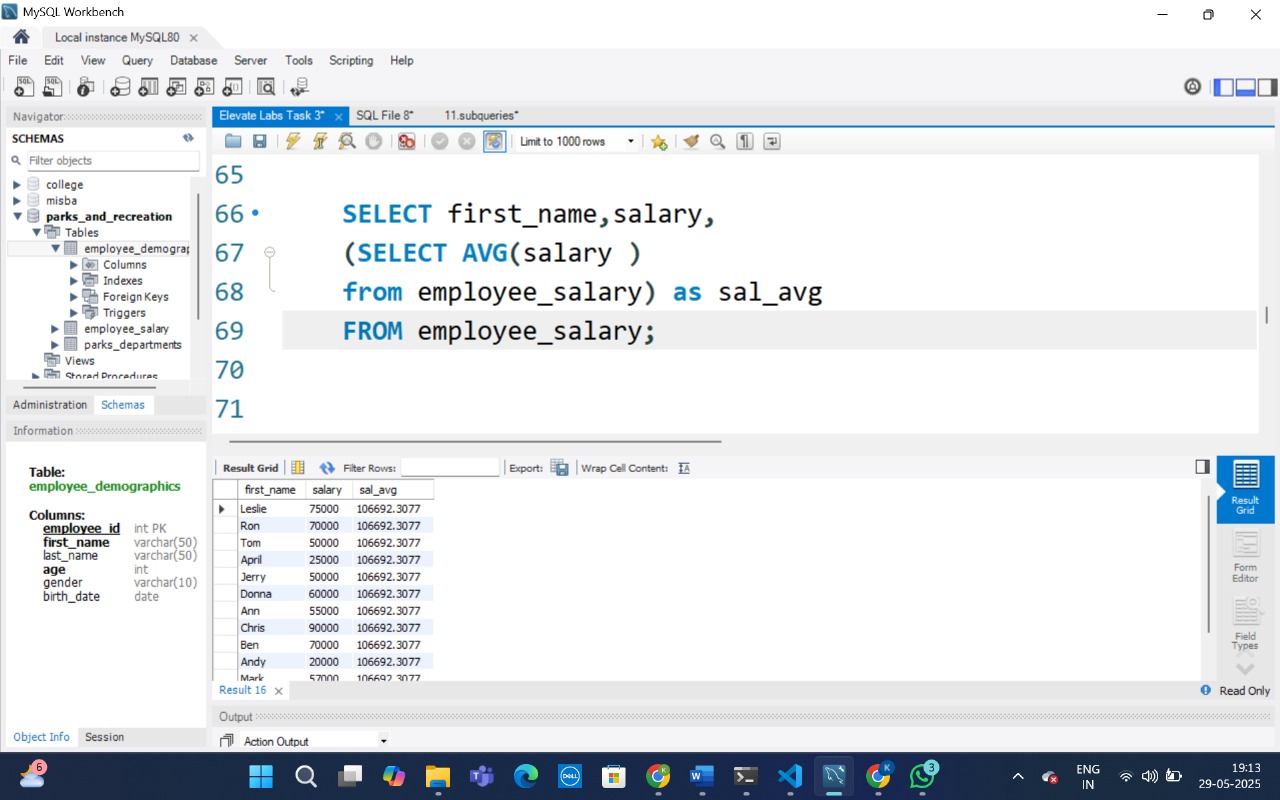 MySQL Workbench
Local instance MySQL80
File Edit View Query Database Server Tools Scripting Help
Navigator
SCHEMAS
Filter objects
college
misba
parks_and_recreation
Tables
employee_demograp
Columns
Indexes
Foreign Keys
Triggers
employee_salary
parks_departments
Views
Stored Procedures
Administration Schemas
Information
Table:
employee_demographics
Columns:
employee_id int PK
first_name varchar(50)
last_name varchar(50)
age int
gender varchar(10)
birth_date date
Object Info Session
Elevate Labs Task 3* SQL File 8* 11.subqueries*
Limit to 1000 rows
65
66 SELECT first_name,salary,
67 (SELECT AVG(salary )
68 from employee_salary) as sal_avg
69 FROM employee_salary;
70
71
Result Grid Filter Rows: Export: Wrap Cell Content:
first_name salary sal_avg
Leslie 75000 106692.3077
Ron 70000 106692.3077
Tom 50000 106692.3077
April 25000 106692.3077
Jerry 50000 106692.3077
Donna 60000 106692.3077
Ann 55000 106692.3077
Chris 90000 106692.3077
Ben 70000 106692.3077
Andy 20000 106692.3077
Mark 57000 106692.3077
Result Grid
Form Editor
Field Types
Result 16 Read Only
Output
Action Output
6
DELL
K
3
ENG
IN
19:13
29-05-2025